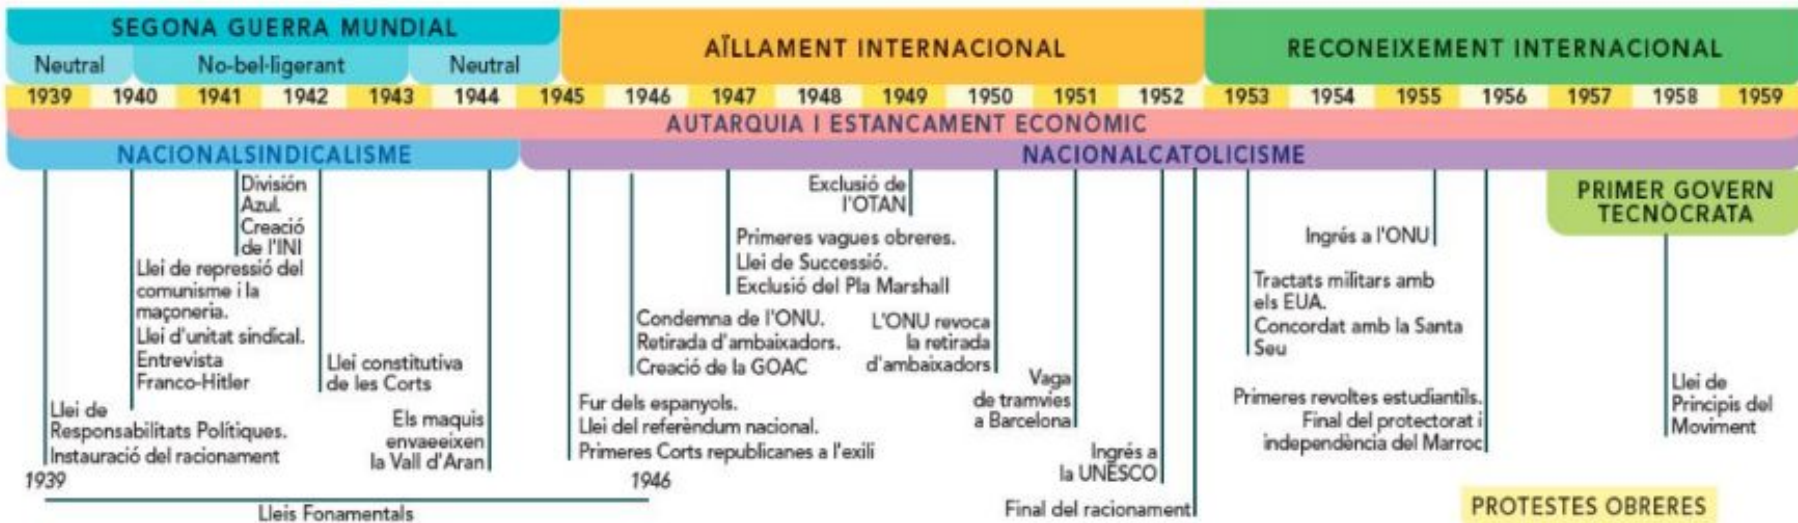 SEGONA GUERRA MUNDIAL
Neutral
No-bel·ligerant
Neutral
AÏLLAMENT INTERNACIONAL
RECONEIXEMENT INTERNACIONAL
1939 1940 1941 1942 1943 1944 1945 1946 1947 1948 1949 1950 1951 1952 1953 1954 1955 1956 1957 1958 1959
AUTARQUIA I ESTANCAMENT ECONÒMIC
NACIONALSINDICALISME
NACIONALCATOLICISME
División
Azul.
Creació
de l'INI
Llei de repressió del
comunisme i la
maçoneria.
Llei d'unitat sindical.
Entrevista
Franco-Hitler
Llei de
Responsabilitats Polítiques.
Instauració del racionament
Llei constitutiva
de les Corts
Els maquis
envaeeixen
la Vall d'Aran
Exclusió de
l'OTAN
Primeres vagues obreres.
Llei de Successió.
Exclusió del Pla Marshall
Condemna de l'ONU.
Retirada d'ambaixadors.
Creació de la GOAC
L'ONU revoca
la retirada
d'ambaixadors
Fur dels espanyols.
Llei del referèndum nacional.
Primeres Corts republicanes a l'exili
Vaga
de tramvies
a Barcelona
Ingrés a
la UNESCO
Final del racionament
Ingrés a l'ONU
Tractats militars amb
els EUA.
Concordat amb la Santa
Seu
Primeres revoltes estudiantils.
Final del protectorat i
independència del Marroc
PRIMER GOVERN
TECNÒCRATA
Llei de
Principis del
Moviment
1939
1946
Lleis Fonamentals
PROTESTES OBRERES